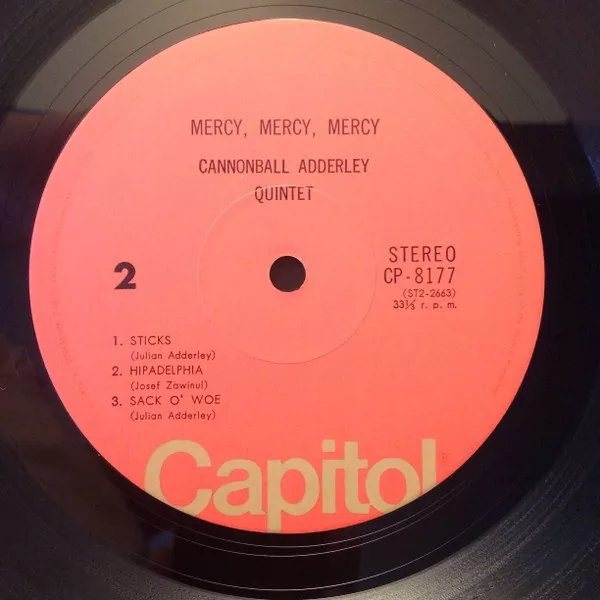 MERCY, MERCY, MERCY
CANNONBALL ADDERLEY
QUINTET
2
STEREO
CP-8177
(ST2-2663)
33⅓ r. p. m.
1. STICKS
(Julian Adderley)
2. HIPADELPHIA
(Josef Zawinul)
3. SACK O' WOE
(Julian Adderley)
Capitol